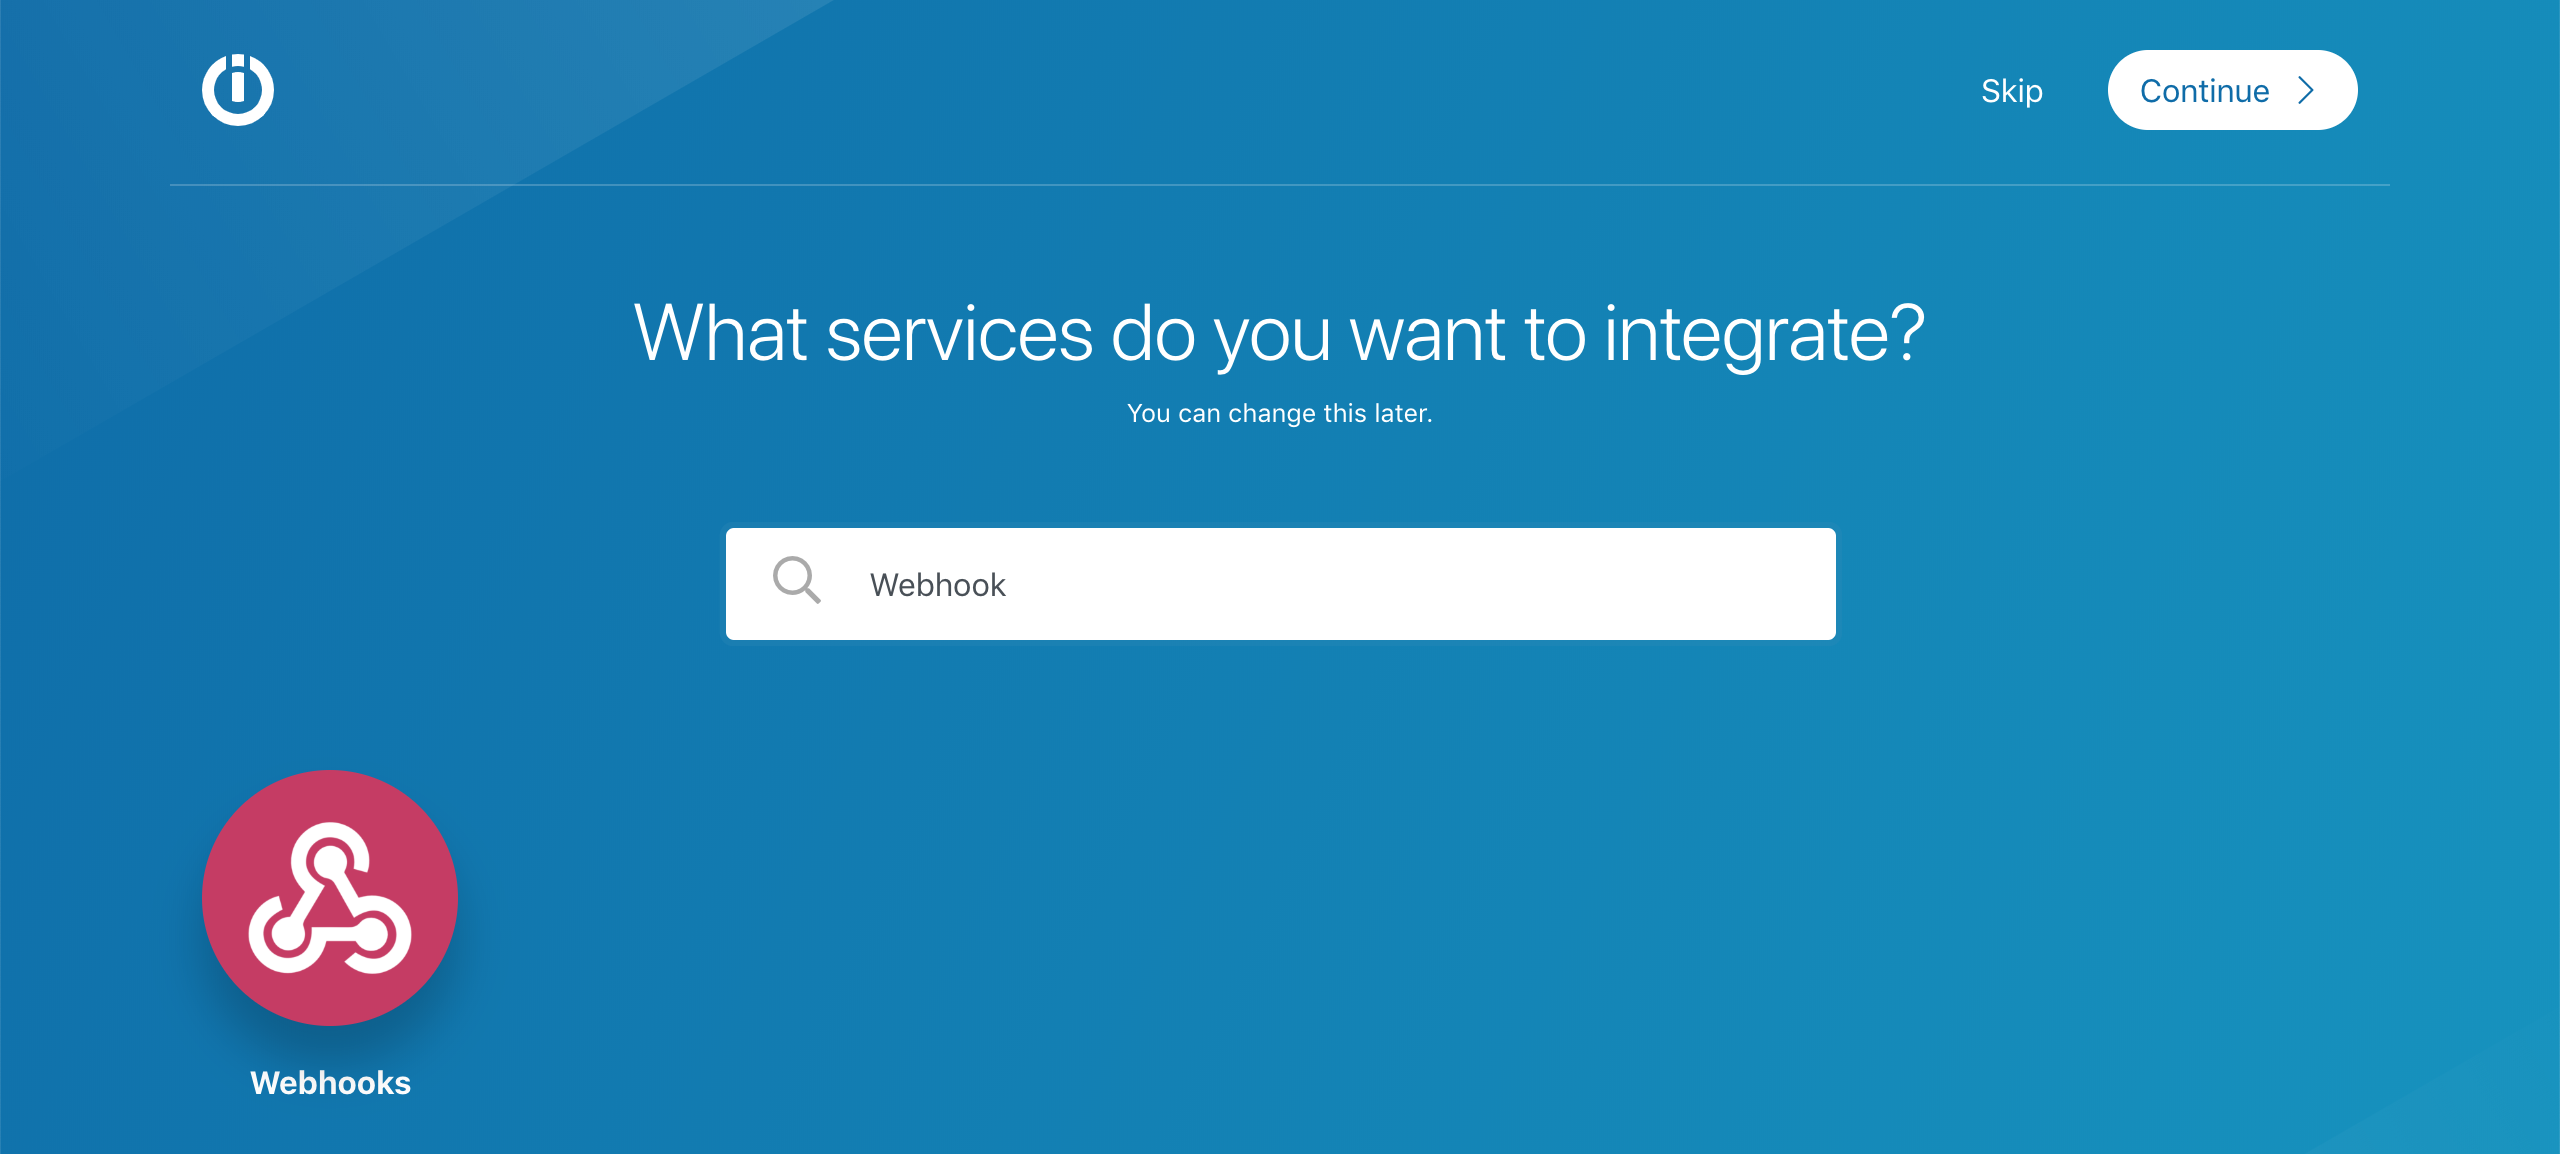 Skip
Continue
What services do you want to integrate?
You can change this later.
Webhook
Webhooks